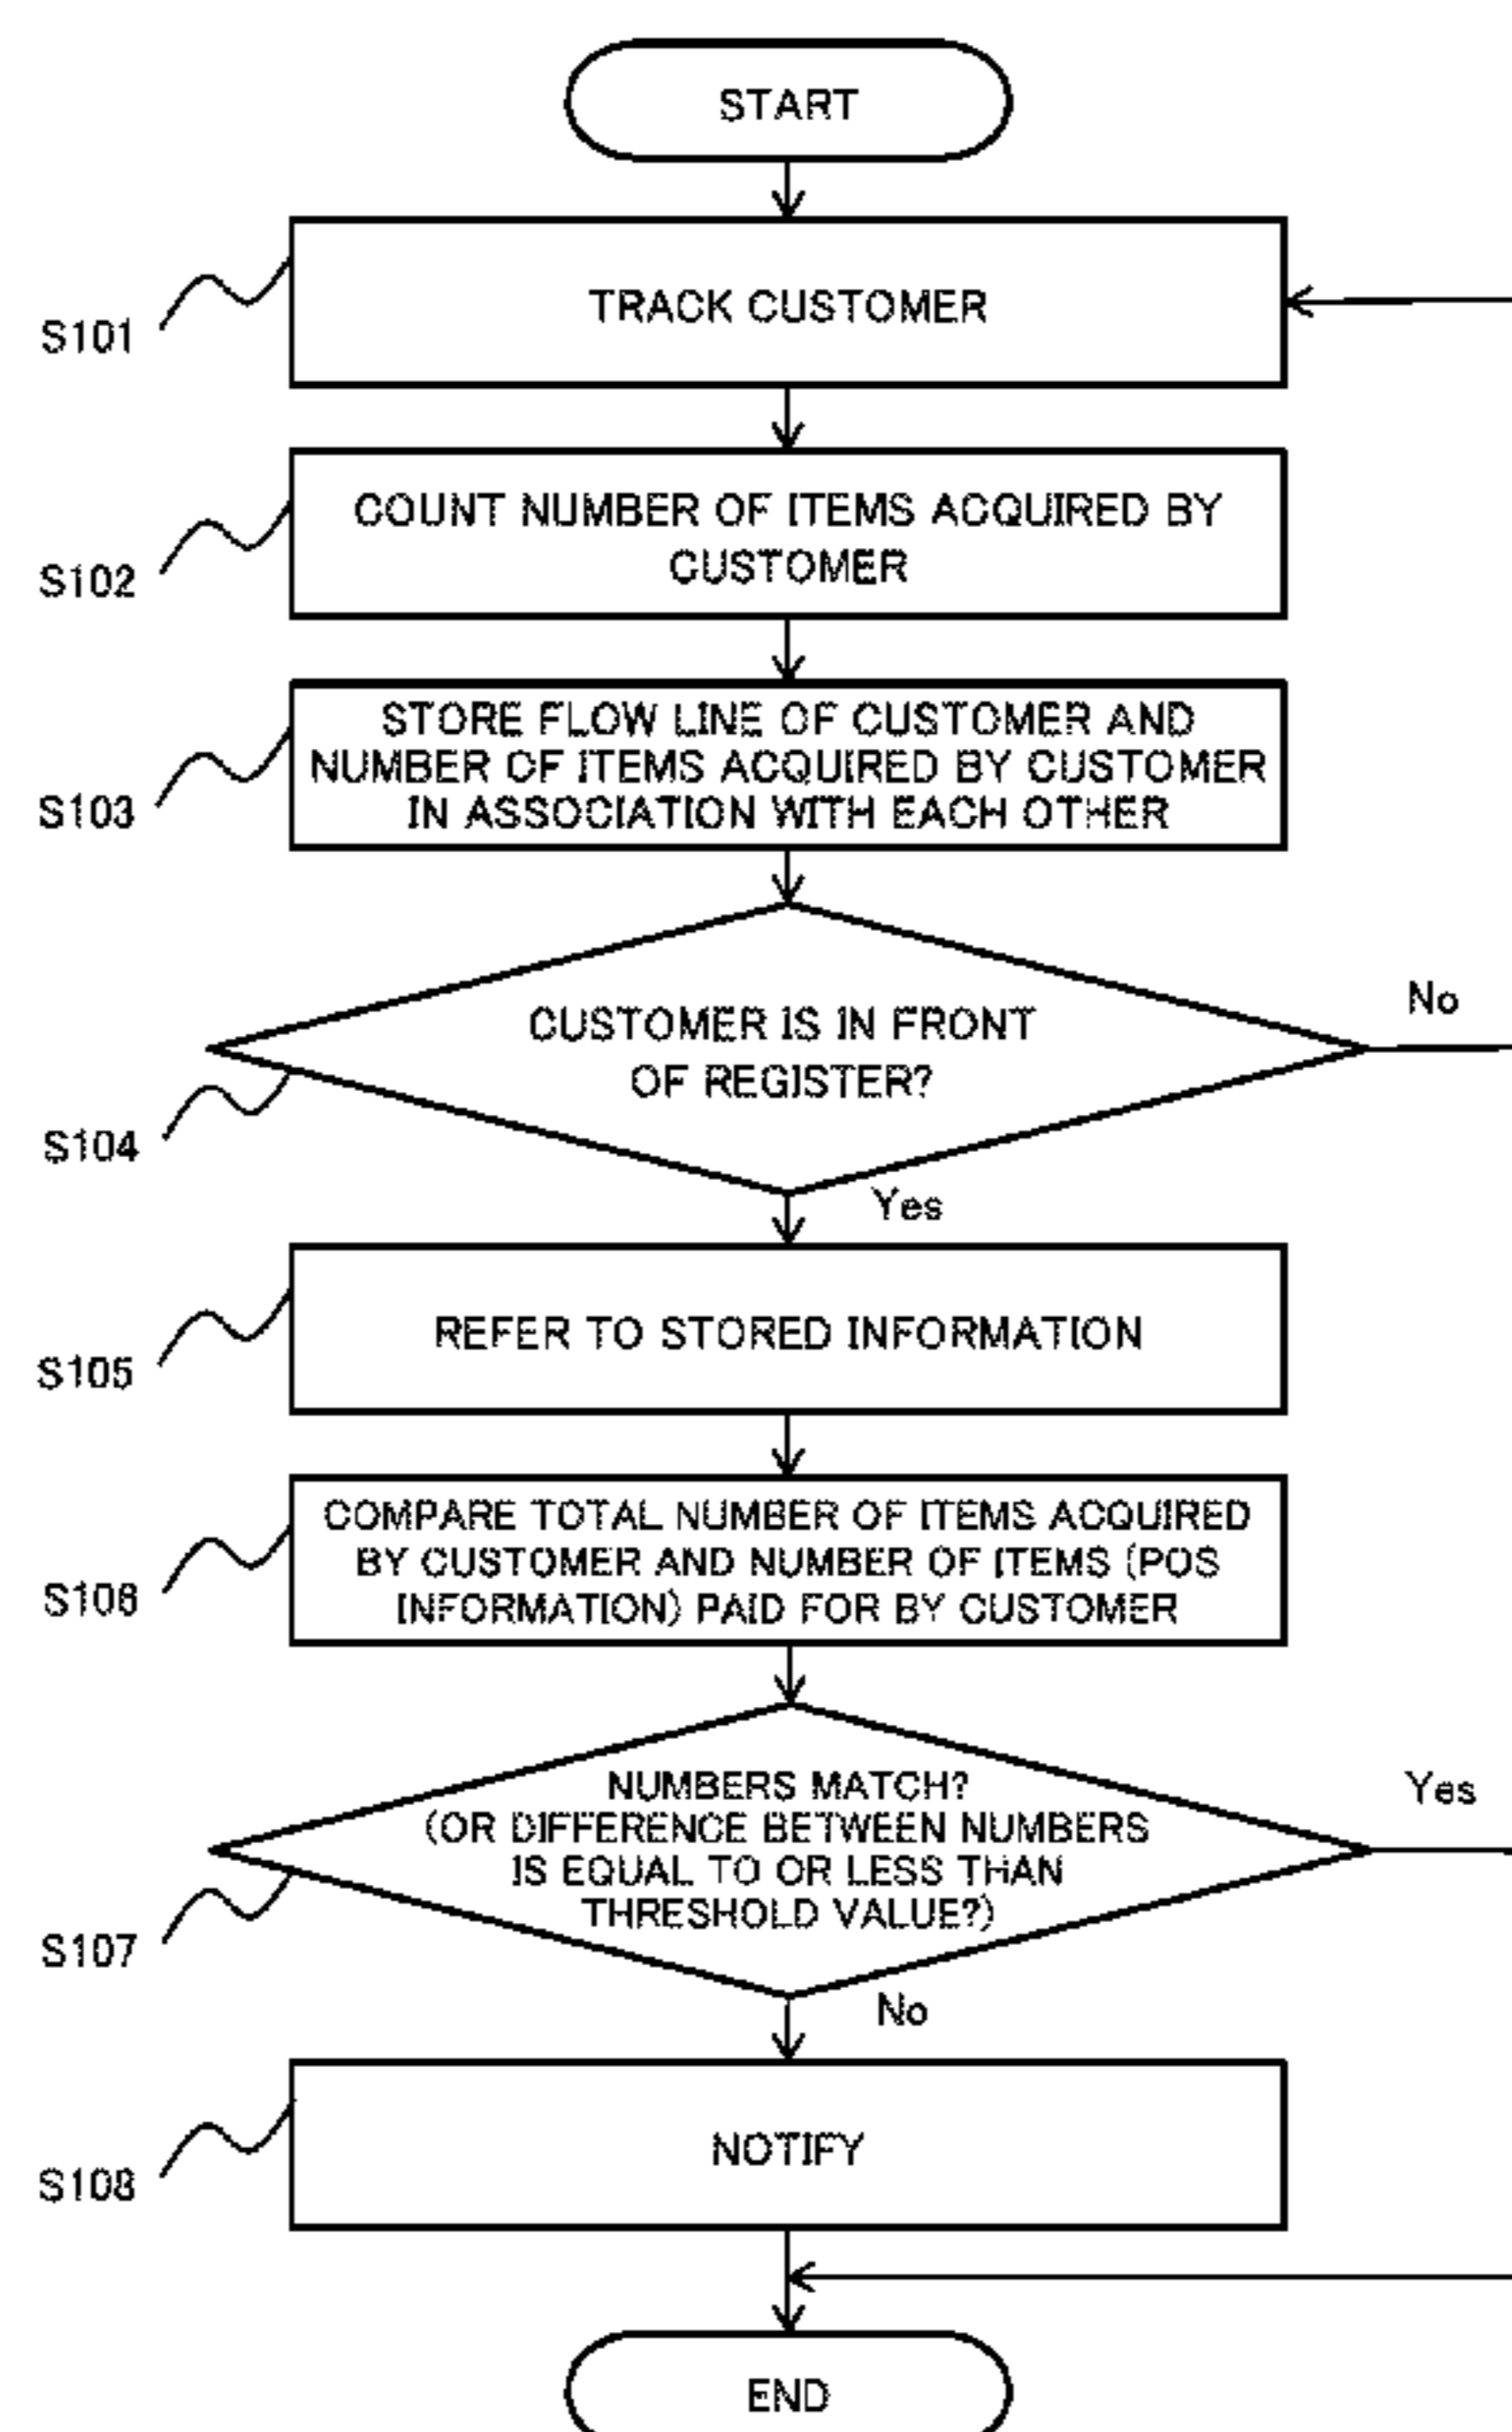 START
TRACK CUSTOMER
S101
COUNT NUMBER OF ITEMS ACQUIRED BY
CUSTOMER
S102
STORE FLOW LINE OF CUSTOMER AND
NUMBER OF ITEMS ACQUIRED BY CUSTOMER
IN ASSOCIATION WITH EACH OTHER
S103
No
CUSTOMER IS IN FRONT
OF REGISTER?
S104
Yes
REFER TO STORED INFORMATION
S105
COMPARE TOTAL NUMBER OF ITEMS ACQUIRED
BY CUSTOMER AND NUMBER OF ITEMS (POS
INFORMATION) PAID FOR BY CUSTOMER
S106
NUMBERS MATCH?
Yes
(OR DIFFERENCE BETWEEN NUMBERS
IS EQUAL TO OR LESS THAN
THRESHOLD VALUE?)
S107
No
NOTIFY
S108
END